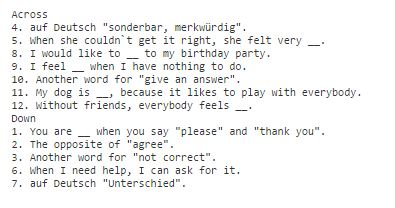 Across
4. auf Deutsch "sonderbar, merkwürdig".
5. When she couldn`t get it right, she felt very __.
8. I would like to __ to my birthday party.
9. I feel __ when I have nothing to do.
10. Another word for "give an answer".
11. My dog is __, because it likes to play with everybody.
12. Without friends, everybody feels __.
Down
1. You are __ when you say "please" and "thank you".
2. The opposite of "agree".
3. Another word for "not correct".
6. When I need help, I can ask for it.
7. auf Deutsch "Unterschied".